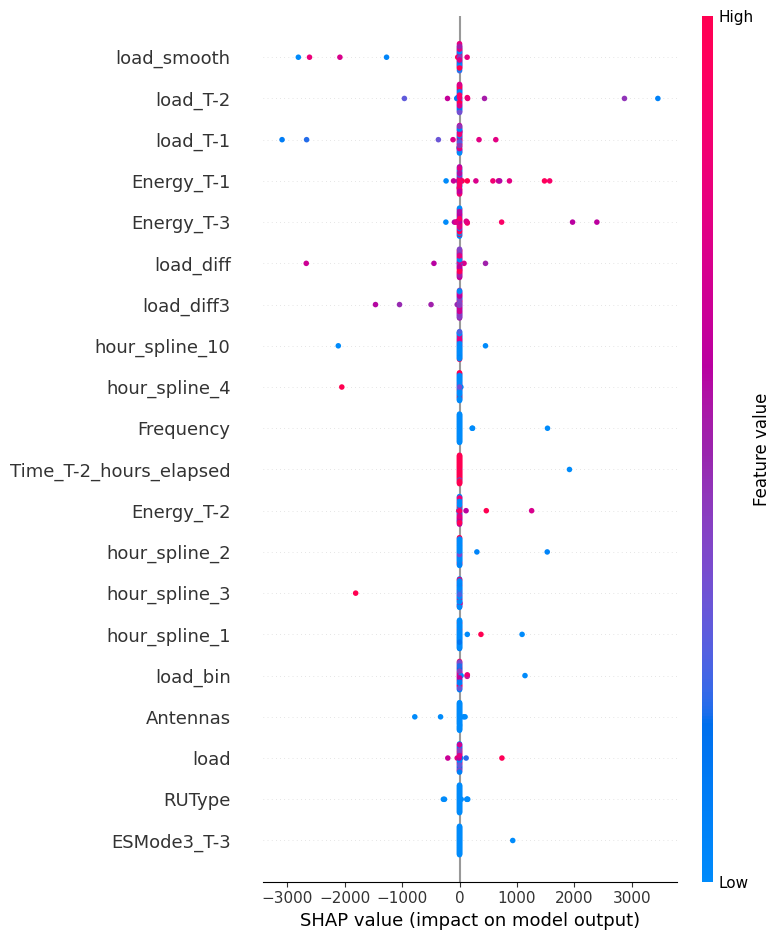 High
load_smooth
load_T-2
load_T-1
Energy_T-1
Energy_T-3
load_diff
load_diff3
hour_spline_10
hour_spline_4
Frequency
Time_T-2_hours_elapsed
Energy_T-2
hour_spline_2
hour_spline_3
hour_spline_1
load_bin
Antennas
load
RUType
ESMode3_T-3
Feature value
Low
−3000 −2000 −1000 0 1000 2000 3000
SHAP value (impact on model output)